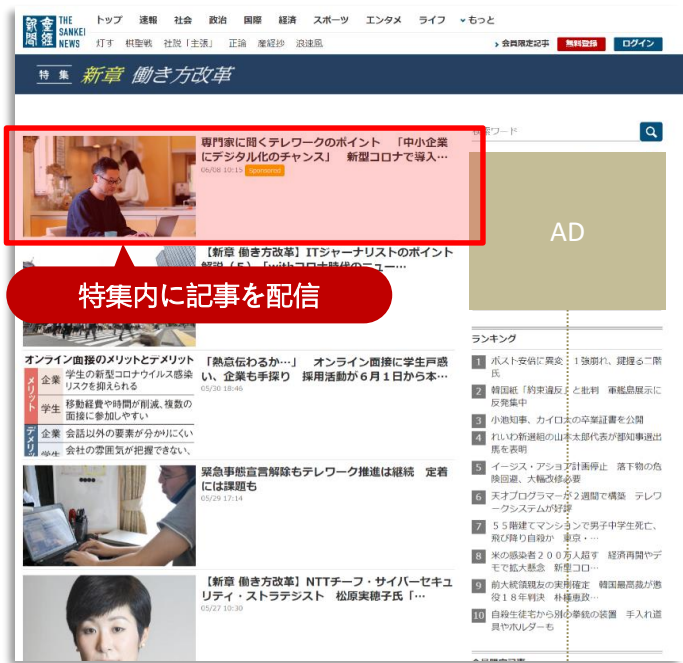 産經新聞
THE
SANKEI
NEWS
トップ 速報 社会 政治 国際 経済 スポーツ エンタメ ライフ もっと
灯す 棋聖戦 社説「主張」 正論 産経抄 浪速風
会員限定記事 無料登録 ログイン
特集 新章 働き方改革
専門家に聞くテレワークのポイント 「中小企業
にデジタル化のチャンス」 新型コロナで導入…
06/08 10:15 Sponsored
ワード
AD
【新章 働き方改革】ITジャーナリストのポイント
解説(5)「withコロナ時代のニュー…
特集内に記事を配信
オンライン面接のメリットとデメリット
メリット
企業 学生の新型コロナウイルス感染
リスクを抑えられる
学生 移動経費や時間が削減、複数の
面接に参加しやすい
デメリ
企業 会話以外の要素が分かりにくい
学生 会社の雰囲気が把握できない、
「熱意伝わるか…」 オンライン面接に学生戸惑
い、企業も手探り 採用活動が6月1日から本…
05/30 18:46
緊急事態宣言解除もテレワーク推進は継続 定着
には課題も
05/29 17:14
【新章 働き方改革】NTTチーフ・サイバーセキュ
リティ・ストラテジスト 松原実穂子氏「…
05/27 10:30
ランキング
1 ポスト安倍に異変 1強崩れ、鍵握る二階
氏
2 韓国紙「約束違反」と批判 軍艦島展示に
反発集中
3 小池知事、カイロ大の卒業証書を公開
4 れいわ新選組の山本太郎代表が都知事選出
馬を表明
5 イージス・アショア計画停止 落下物の危
険回避、大幅改修必要
6 天才プログラマーが2週間で構築 テレワ
ークシステムが好評
7 55階建てマンションで男子中学生死亡、
飛び降り自殺か 東京・…
8 米の感染者200万人超す 経済再開やデ
モで拡大懸念 新型コロ…
9 前大統領親友の実刑確定 韓国最高裁が懲
役18年判決 朴槿恵政…
10 自殺生徒宅から別の拳銃の装置 手入れ道
具やホルダーも